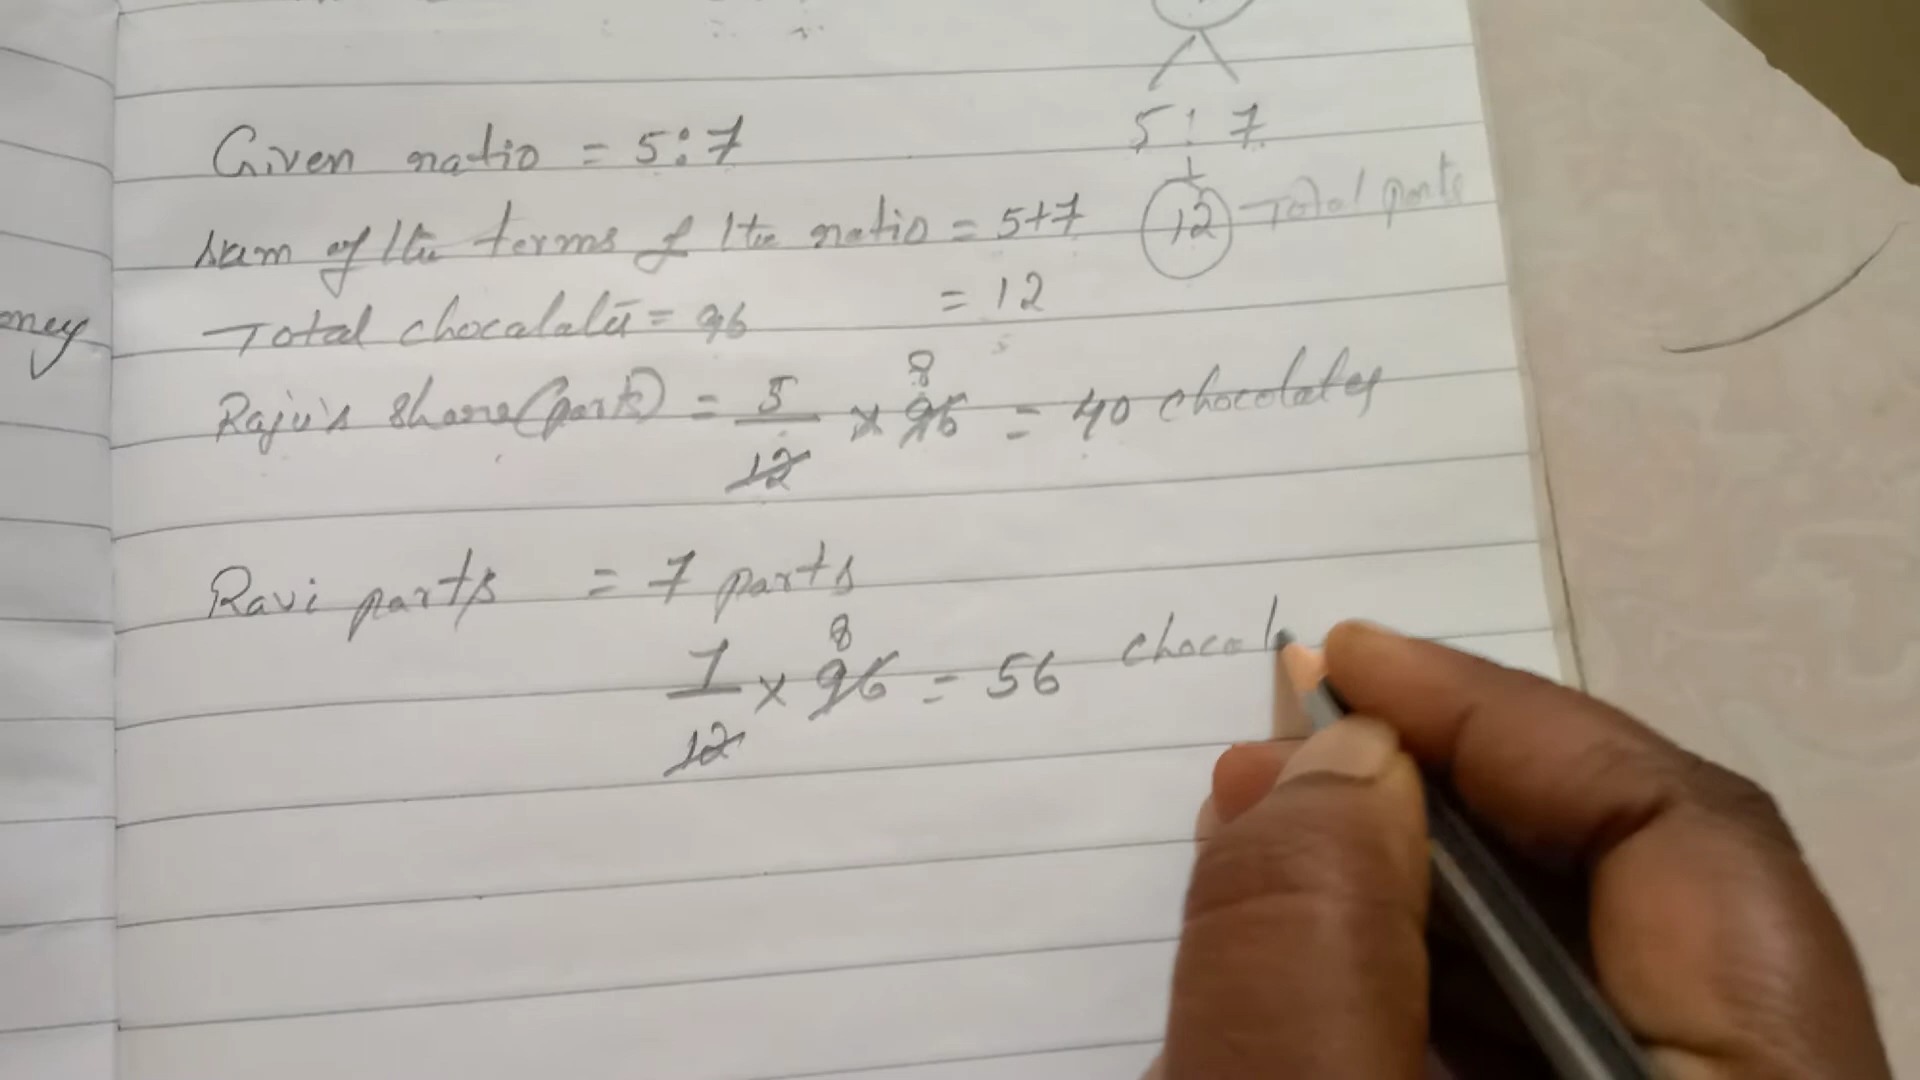 5 : 7
Given ratio = 5:7
12 Total parts
Sum of the terms of the ratio = 5+7
= 12
Total chocalate = 96
Raju's share (parts) = 5/12 × 96 = 40 chocolates
8
Ravi parts = 7 parts
8
7/12 × 96 = 56 chocol
oney